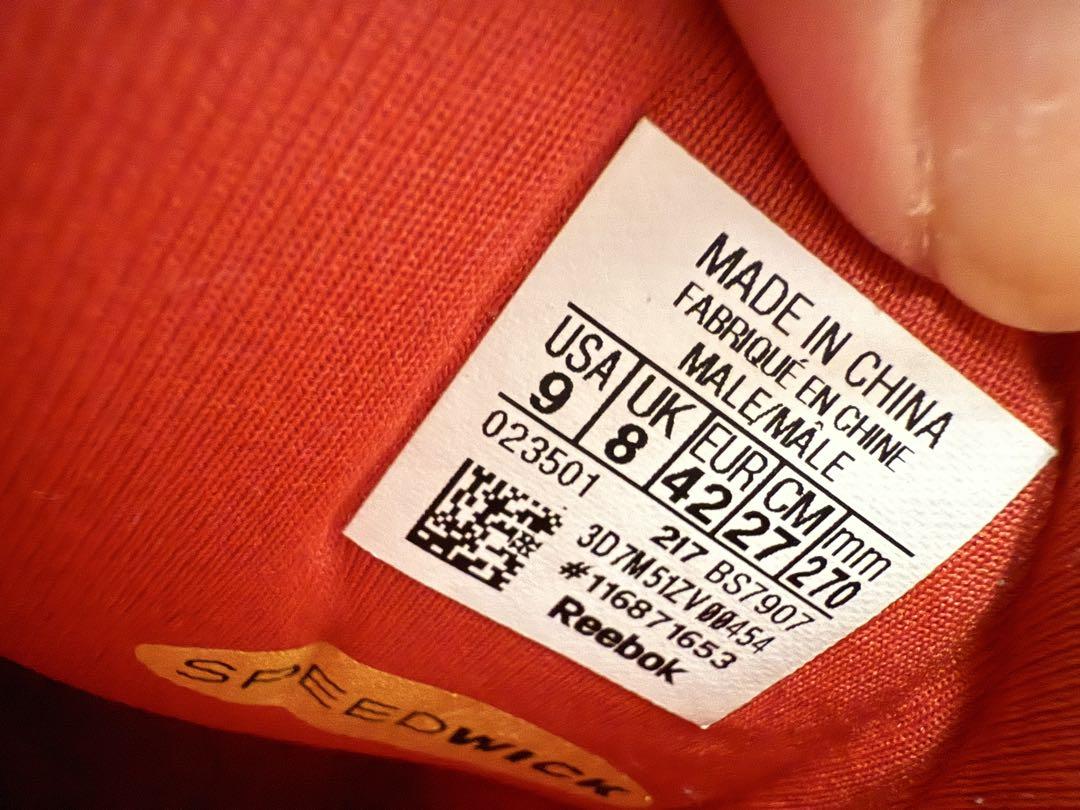 MADE IN CHINA
FABRIQUÉ EN CHINE
MALE/MÂLE
USA UK EUR CM mm
9 8 42 27 270
023501 217 BS7907
3D7M51ZV00454
#116871653
Reebok
SPEEDWICK